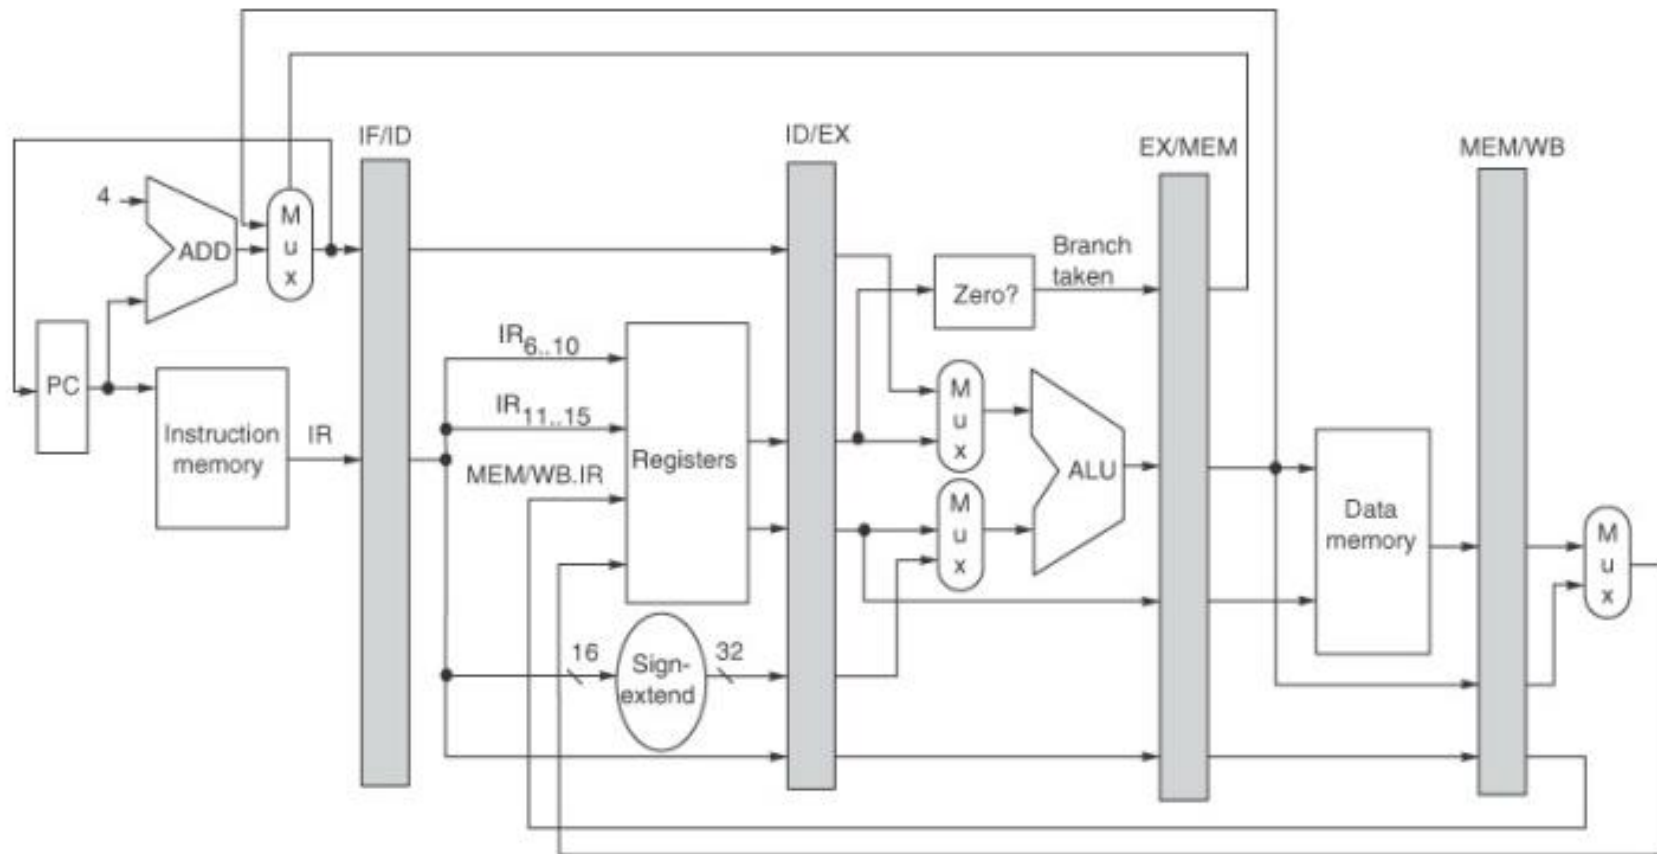 IF/ID
ID/EX
EX/MEM
MEM/WB
4
ADD
M
u
x
Branch
taken
Zero?
PC
Instruction
memory
IR
IR6..10
IR11..15
MEM/WB.IR
Registers
M
u
x
M
u
x
ALU
Data
memory
M
u
x
16
Sign-
extend
32